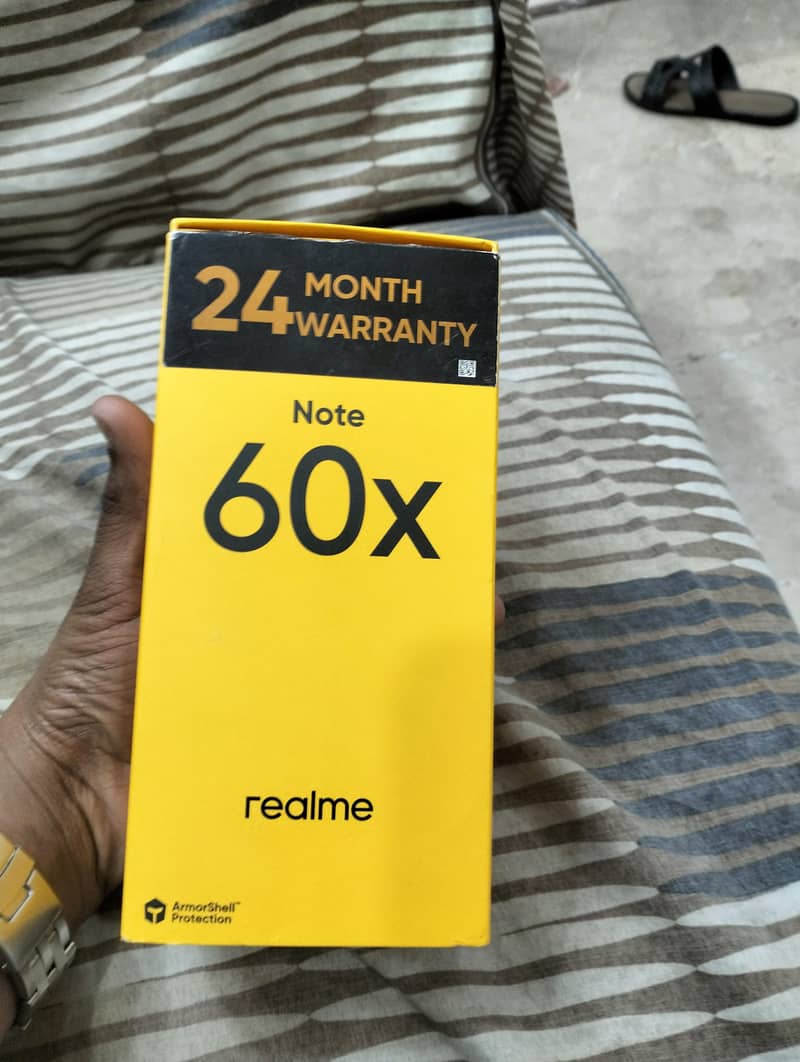 24 MONTH
WARRANTY
Note
60x
realme
ArmorShell™
Protection